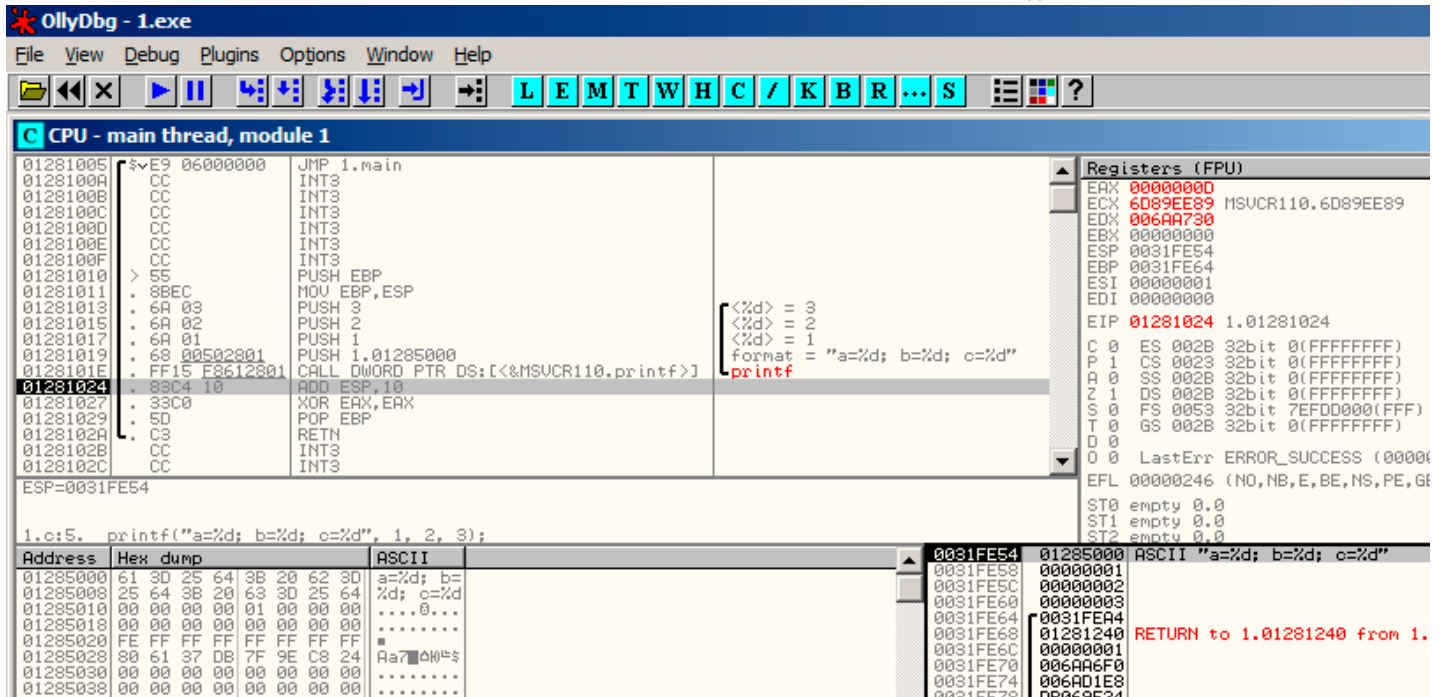 OllyDbg - 1.exe
File View Debug Plugins Options Window Help
L E M T W H C / K B R ... S ?
C CPU - main thread, module 1
01281005 $ E9 06000000 JMP 1.main
0128100A CC INT3
0128100B CC INT3
0128100C CC INT3
0128100D CC INT3
0128100E CC INT3
0128100F CC INT3
01281010 > 55 PUSH EBP
01281011 . 8BEC MOV EBP,ESP
01281013 . 6A 03 PUSH 3 <%d> = 3
01281015 . 6A 02 PUSH 2 <%d> = 2
01281017 . 6A 01 PUSH 1 <%d> = 1
01281019 . 68 00502801 PUSH 1.01285000 format = "a=%d; b=%d; c=%d"
0128101E . FF15 F8612801 CALL DWORD PTR DS:[<&MSVCR110.printf>] printf
01281024 . 83C4 10 ADD ESP,10
01281027 . 33C0 XOR EAX,EAX
01281029 . 5D POP EBP
0128102A . C3 RETN
0128102B CC INT3
0128102C CC INT3
ESP=0031FE54
1.c:5. printf("a=%d; b=%d; c=%d", 1, 2, 3);
Registers (FPU)
EAX 0000000D
ECX 6D89EE89 MSVCR110.6D89EE89
EDX 006AA730
EBX 00000000
ESP 0031FE54
EBP 0031FE64
ESI 00000001
EDI 00000000
EIP 01281024 1.01281024
C 0 ES 002B 32bit 0(FFFFFFFF)
P 1 CS 0023 32bit 0(FFFFFFFF)
A 0 SS 002B 32bit 0(FFFFFFFF)
Z 1 DS 002B 32bit 0(FFFFFFFF)
S 0 FS 0053 32bit 7EFDD000(FFF)
T 0 GS 002B 32bit 0(FFFFFFFF)
D 0
O 0 LastErr ERROR_SUCCESS (00000
EFL 00000246 (NO,NB,E,BE,NS,PE,GE
ST0 empty 0.0
ST1 empty 0.0
ST2 empty 0.0
Address Hex dump ASCII
01285000 61 3D 25 64 3B 20 62 3D a=%d; b=
01285008 25 64 3B 20 63 3D 25 64 %d; c=%d
01285010 00 00 00 00 01 00 00 00 ....0...
01285018 00 00 00 00 00 00 00 00 ........
01285020 FE FF FF FF FF FF FF FF
01285028 80 61 37 DB 7F 9E C8 24
01285030 00 00 00 00 00 00 00 00 ........
01285038 00 00 00 00 00 00 00 00 ........
0031FE54 01285000 ASCII "a=%d; b=%d; c=%d"
0031FE58 00000001
0031FE5C 00000002
0031FE60 00000003
0031FE64 0031FEA4
0031FE68 01281240 RETURN to 1.01281240 from 1.
0031FE6C 00000001
0031FE70 006AA6F0
0031FE74 006AD1E8